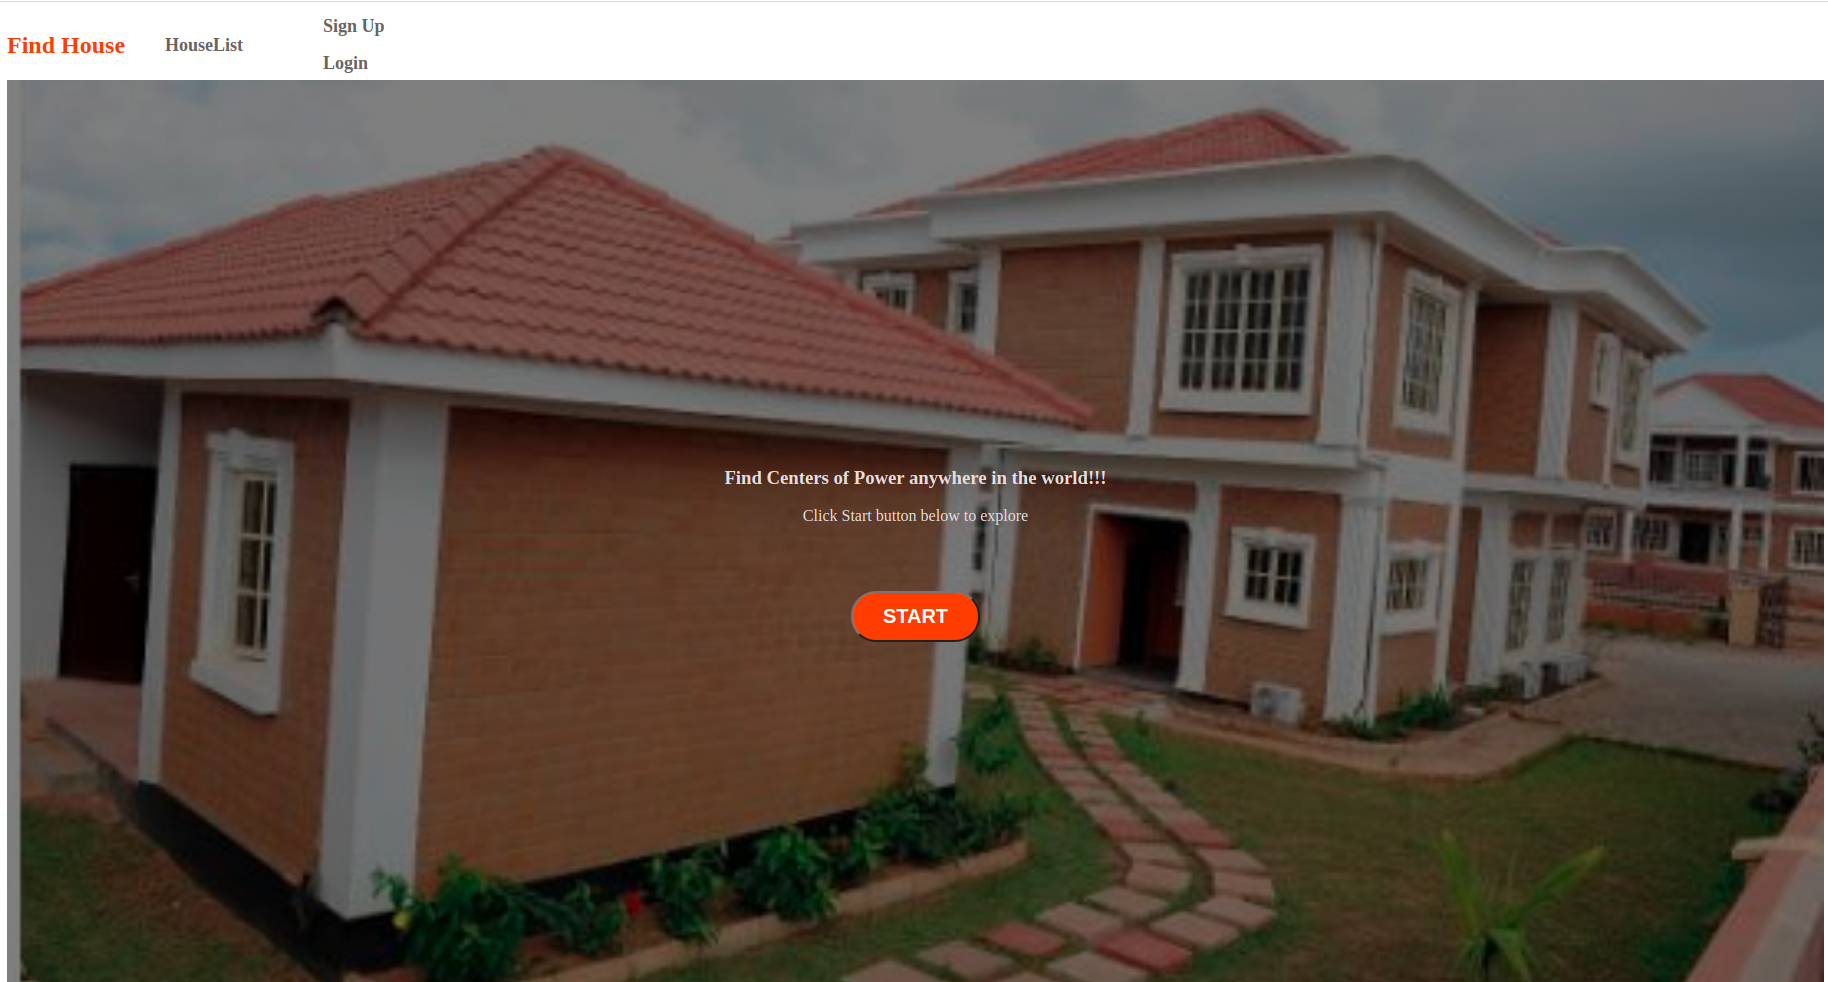 Find House
HouseList
Sign Up
Login
Find Centers of Power anywhere in the world!!!
Click Start button below to explore
START